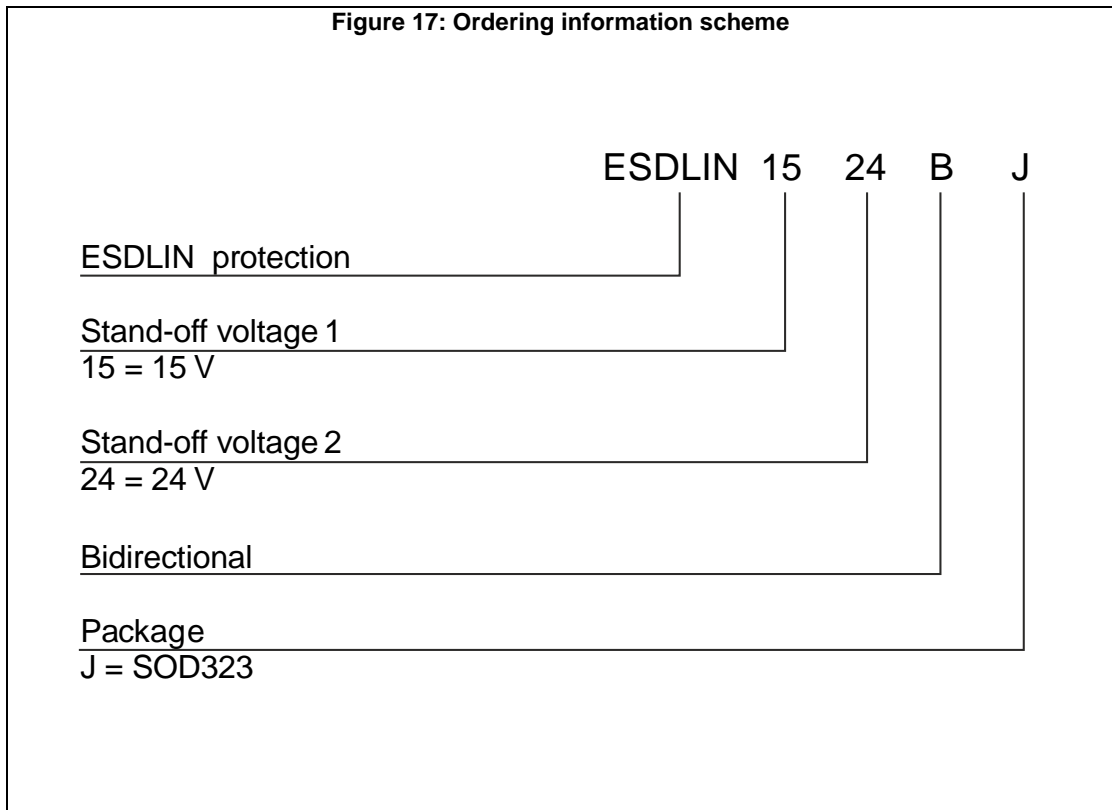 Figure 17: Ordering information scheme
ESDLIN 15 24 B J
ESDLIN protection
Stand-off voltage 1
15 = 15 V
Stand-off voltage 2
24 = 24 V
Bidirectional
Package
J = SOD323